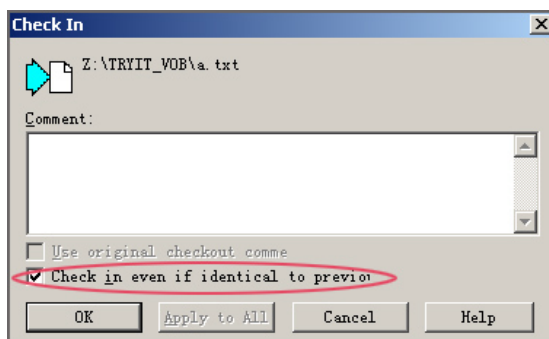 Check In
Z:\TRYIT_VOB\a.txt
Comment:
Use original checkout comme
Check in even if identical to previou
OK
Apply to All
Cancel
Help